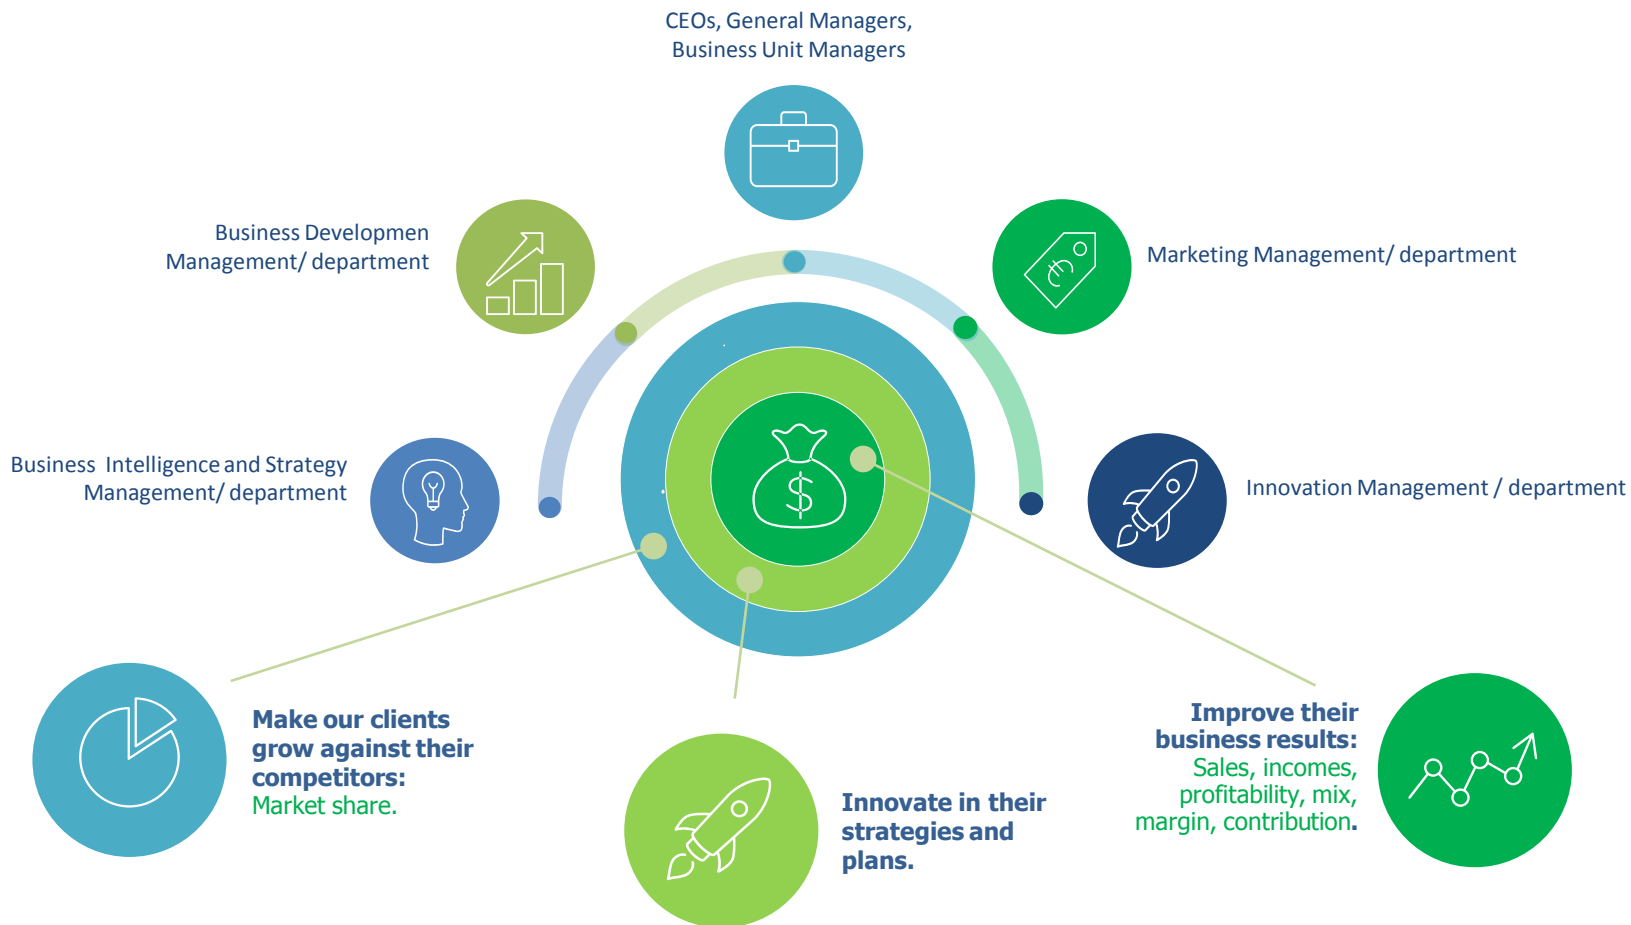 CEOs, General Managers,
Business Unit Managers
Business Developmen
Management/ department
Marketing Management/ department
Business Intelligence and Strategy
Management/ department
Innovation Management / department
$
€
Make our clients
grow against their
competitors:
Market share.
Innovate in their
strategies and
plans.
Improve their
business results:
Sales, incomes,
profitability, mix,
margin, contribution.